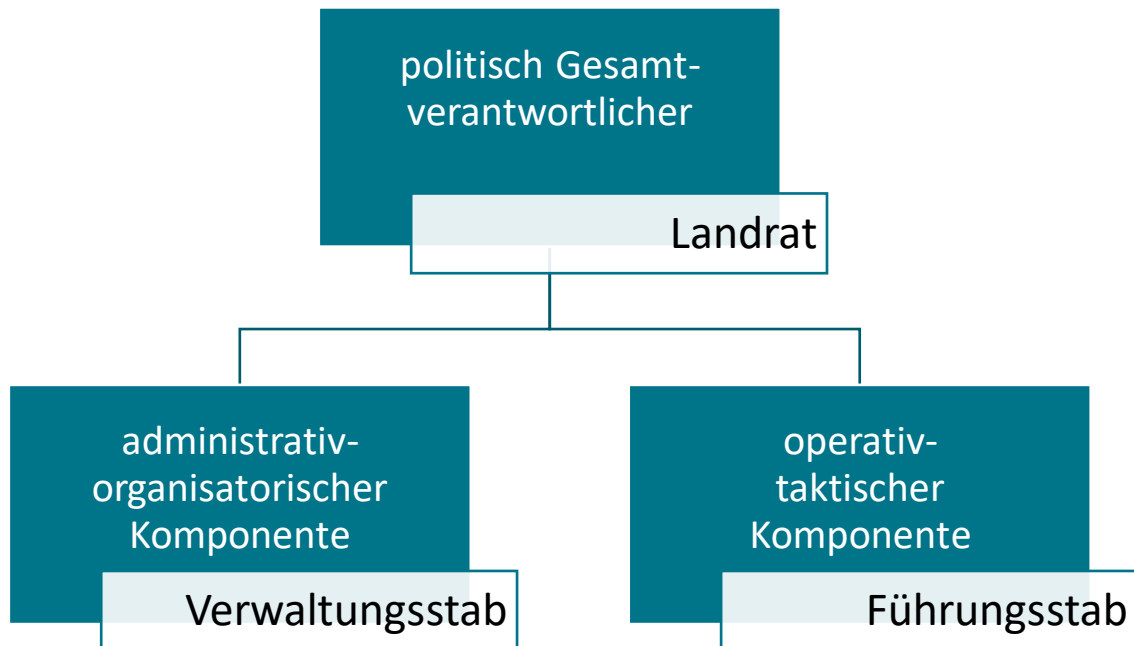 politisch Gesamt-
verantwortlicher
Landrat
administrativ-
organisatorischer
Komponente
Verwaltungsstab
operativ-
taktischer
Komponente
Führungsstab